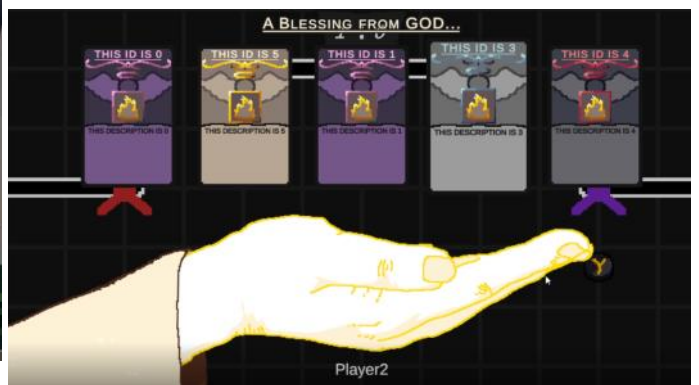 A BLESSING FROM GOD...
THIS ID IS 0
THIS ID IS 5
THIS ID IS 1
THIS ID IS 3
THIS ID IS 4
THIS DESCRIPTION IS 0
THIS DESCRIPTION IS 5
THIS DESCRIPTION IS 1
THIS DESCRIPTION IS 3
THIS DESCRIPTION IS 4
Y
Player2